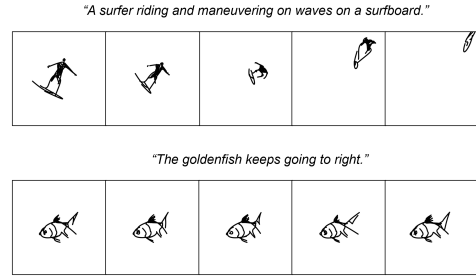 “A surfer riding and maneuvering on waves on a surfboard.”
“The goldenfish keeps going to right.”